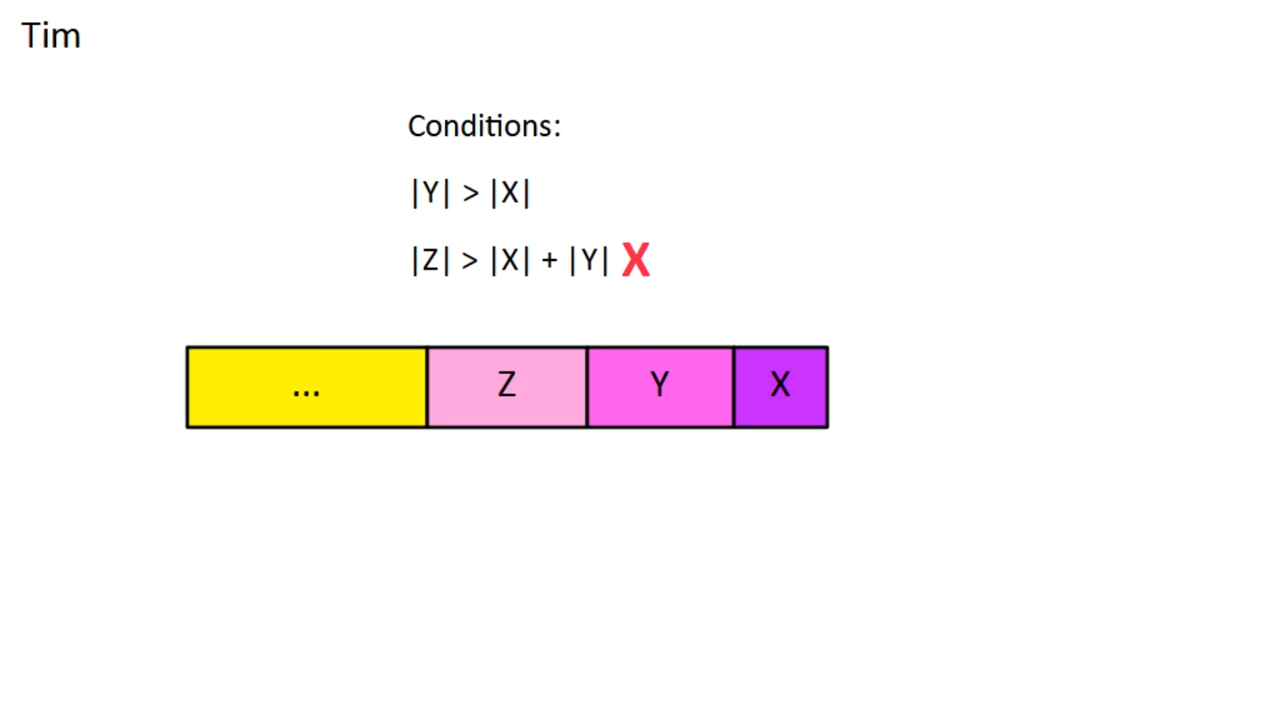 Tim
Conditions:
|Y| > |X|
|Z| > |X| + |Y| X
... Z Y X